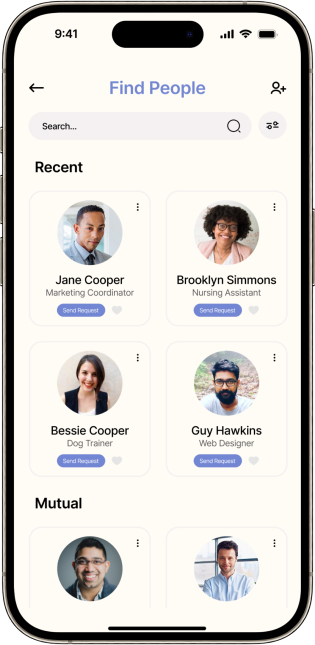 9:41
Find People
Search...
Recent
Jane Cooper
Marketing Coordinator
Send Request
Brooklyn Simmons
Nursing Assistant
Send Request
Bessie Cooper
Dog Trainer
Send Request
Guy Hawkins
Web Designer
Send Request
Mutual